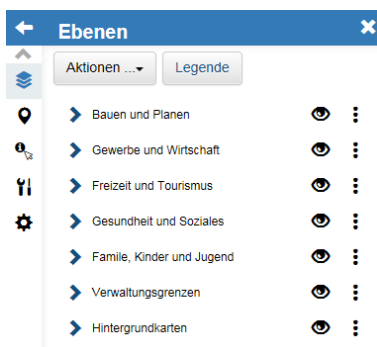 Ebenen
Aktionen ...
Legende
Bauen und Planen
Gewerbe und Wirtschaft
Freizeit und Tourismus
Gesundheit und Soziales
Famile, Kinder und Jugend
Verwaltungsgrenzen
Hintergrundkarten